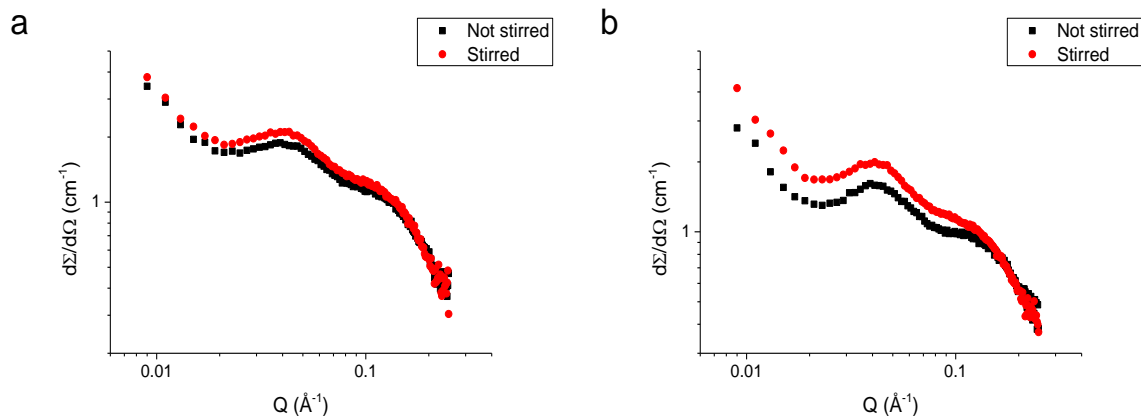 a
Not stirred
Stirred
1
0.01
0.1
dΣ/dΩ (cm⁻¹)
Q (Å⁻¹)
b
Not stirred
Stirred
1
0.01
0.1
dΣ/dΩ (cm⁻¹)
Q (Å⁻¹)